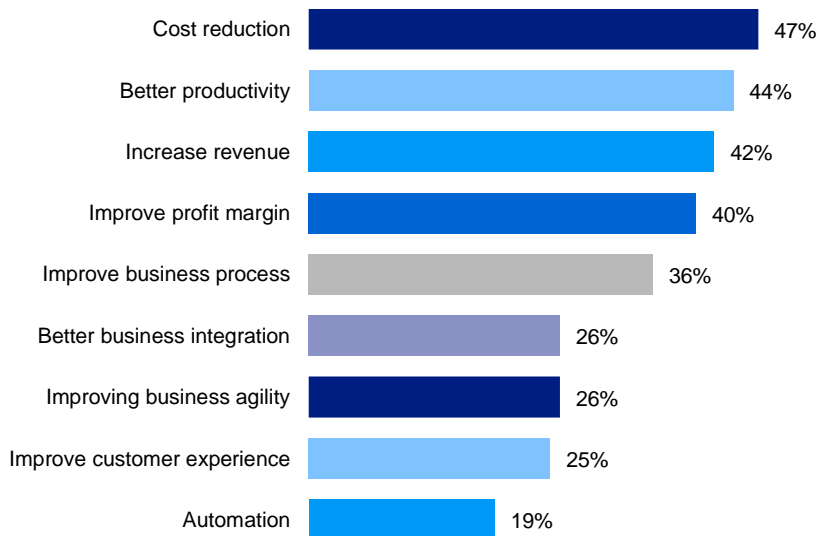 Cost reduction 47%
Better productivity 44%
Increase revenue 42%
Improve profit margin 40%
Improve business process 36%
Better business integration 26%
Improving business agility 26%
Improve customer experience 25%
Automation 19%